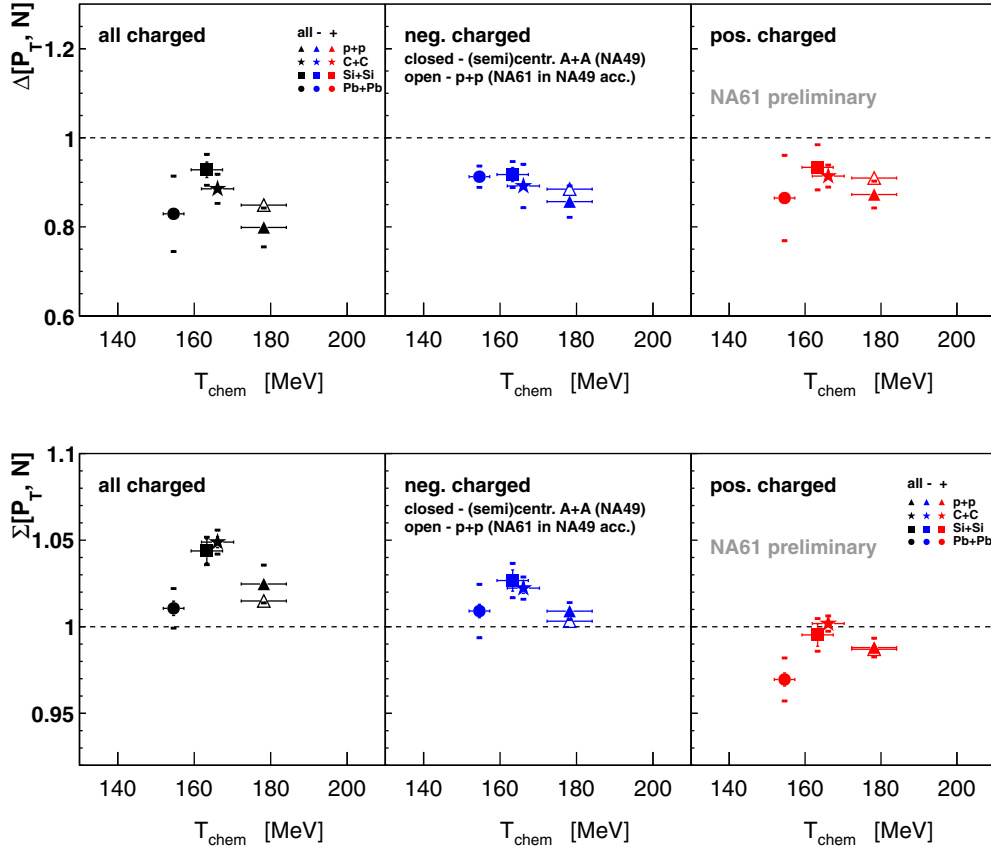 Δ[P_T, N]
1.2
1
0.8
0.6
all charged
all - +
p+p
C+C
Si+Si
Pb+Pb
neg. charged
closed - (semi)centr. A+A (NA49)
open - p+p (NA61 in NA49 acc.)
pos. charged
NA61 preliminary
140 160 180 200
140 160 180 200
140 160 180 200
T_chem [MeV]
T_chem [MeV]
T_chem [MeV]
Σ[P_T, N]
1.1
1.05
1
0.95
all charged
neg. charged
closed - (semi)centr. A+A (NA49)
open - p+p (NA61 in NA49 acc.)
pos. charged
all - +
p+p
C+C
Si+Si
Pb+Pb
NA61 preliminary
140 160 180 200
140 160 180 200
140 160 180 200
T_chem [MeV]
T_chem [MeV]
T_chem [MeV]